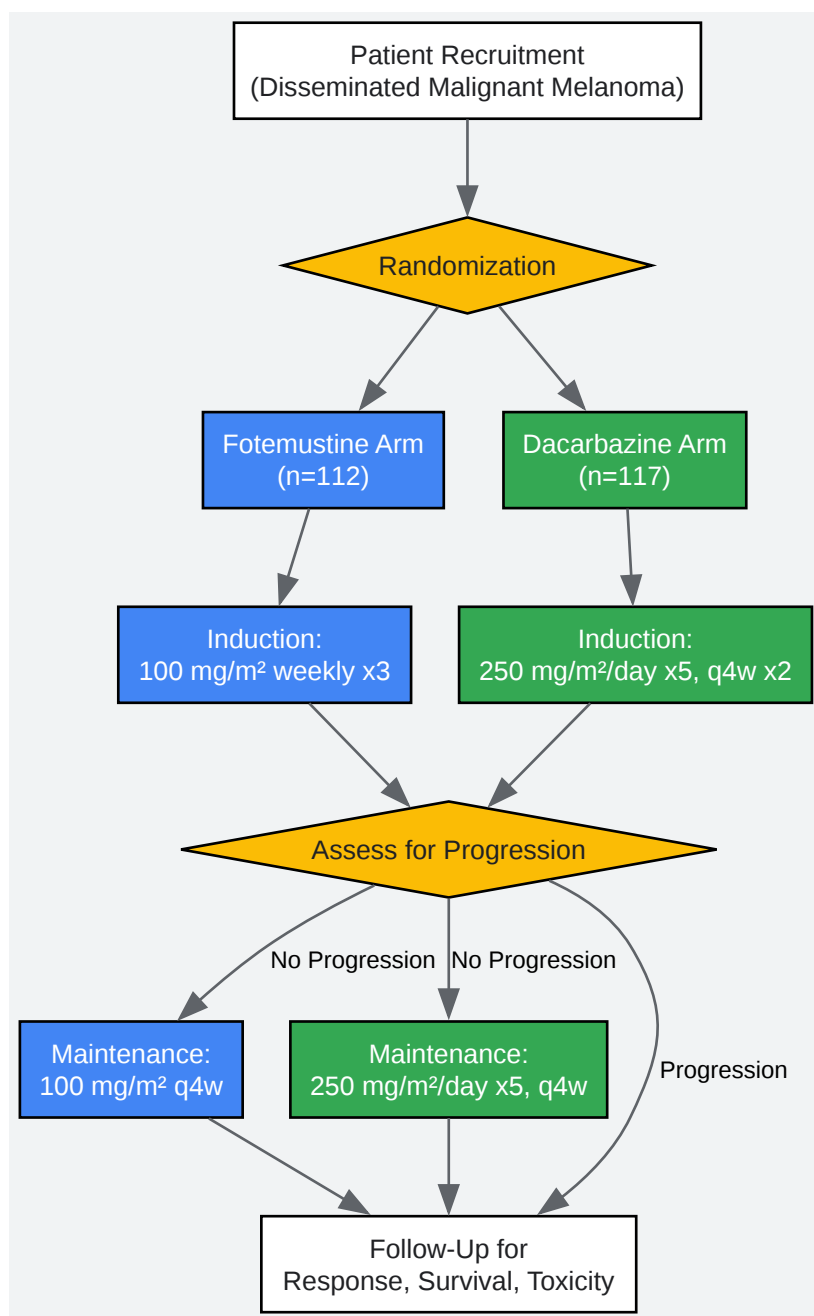 Patient Recruitment
(Disseminated Malignant Melanoma)
Randomization
Fotemustine Arm
(n=112)
Dacarbazine Arm
(n=117)
Induction:
100 mg/m² weekly x3
Induction:
250 mg/m²/day x5, q4w x2
Assess for Progression
No Progression
No Progression
Progression
Maintenance:
100 mg/m² q4w
Maintenance:
250 mg/m²/day x5, q4w
Follow-Up for
Response, Survival, Toxicity